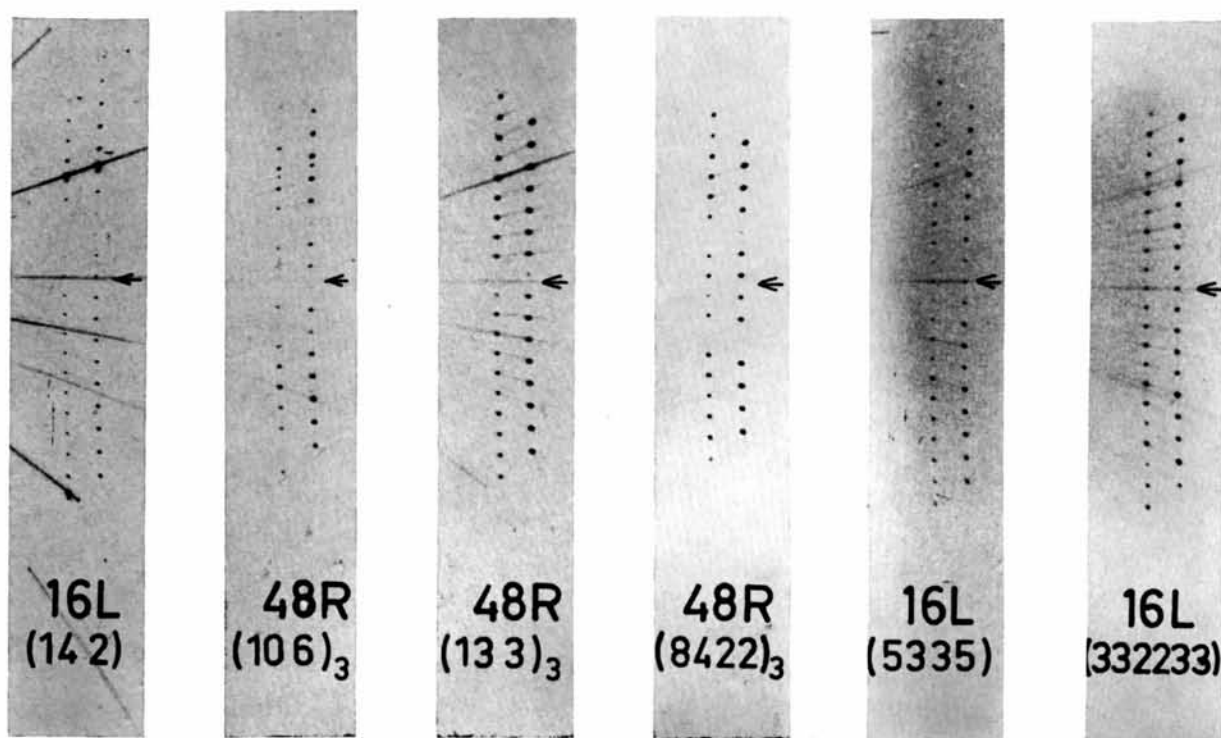 16L
(14 2)
48R
(10 6)₃
48R
(13 3)₃
48R
(8422)₃
16L
(5335)
16L
(332233)